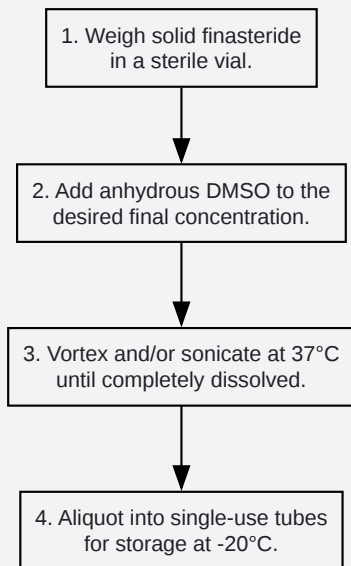 1. Weigh solid finasteride
in a sterile vial.
2. Add anhydrous DMSO to the
desired final concentration.
3. Vortex and/or sonicate at 37°C
until completely dissolved.
4. Aliquot into single-use tubes
for storage at -20°C.